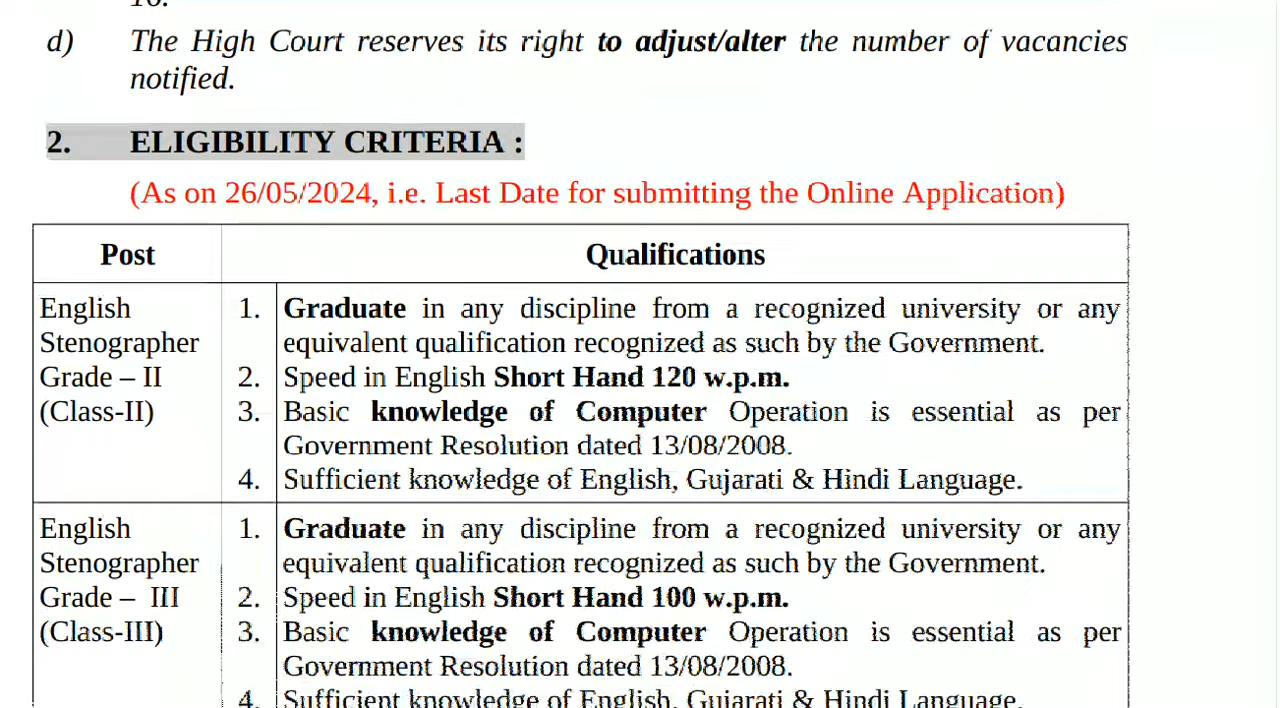 d) The High Court reserves its right to adjust/alter the number of vacancies
notified.
2. ELIGIBILITY CRITERIA :
(As on 26/05/2024, i.e. Last Date for submitting the Online Application)
Post Qualifications
English
Stenographer
Grade – II
(Class-II)
1. Graduate in any discipline from a recognized university or any
equivalent qualification recognized as such by the Government.
2. Speed in English Short Hand 120 w.p.m.
3. Basic knowledge of Computer Operation is essential as per
Government Resolution dated 13/08/2008.
4. Sufficient knowledge of English, Gujarati & Hindi Language.
English
Stenographer
Grade – III
(Class-III)
1. Graduate in any discipline from a recognized university or any
equivalent qualification recognized as such by the Government.
2. Speed in English Short Hand 100 w.p.m.
3. Basic knowledge of Computer Operation is essential as per
Government Resolution dated 13/08/2008.
4. Sufficient knowledge of English, Gujarati & Hindi Language.